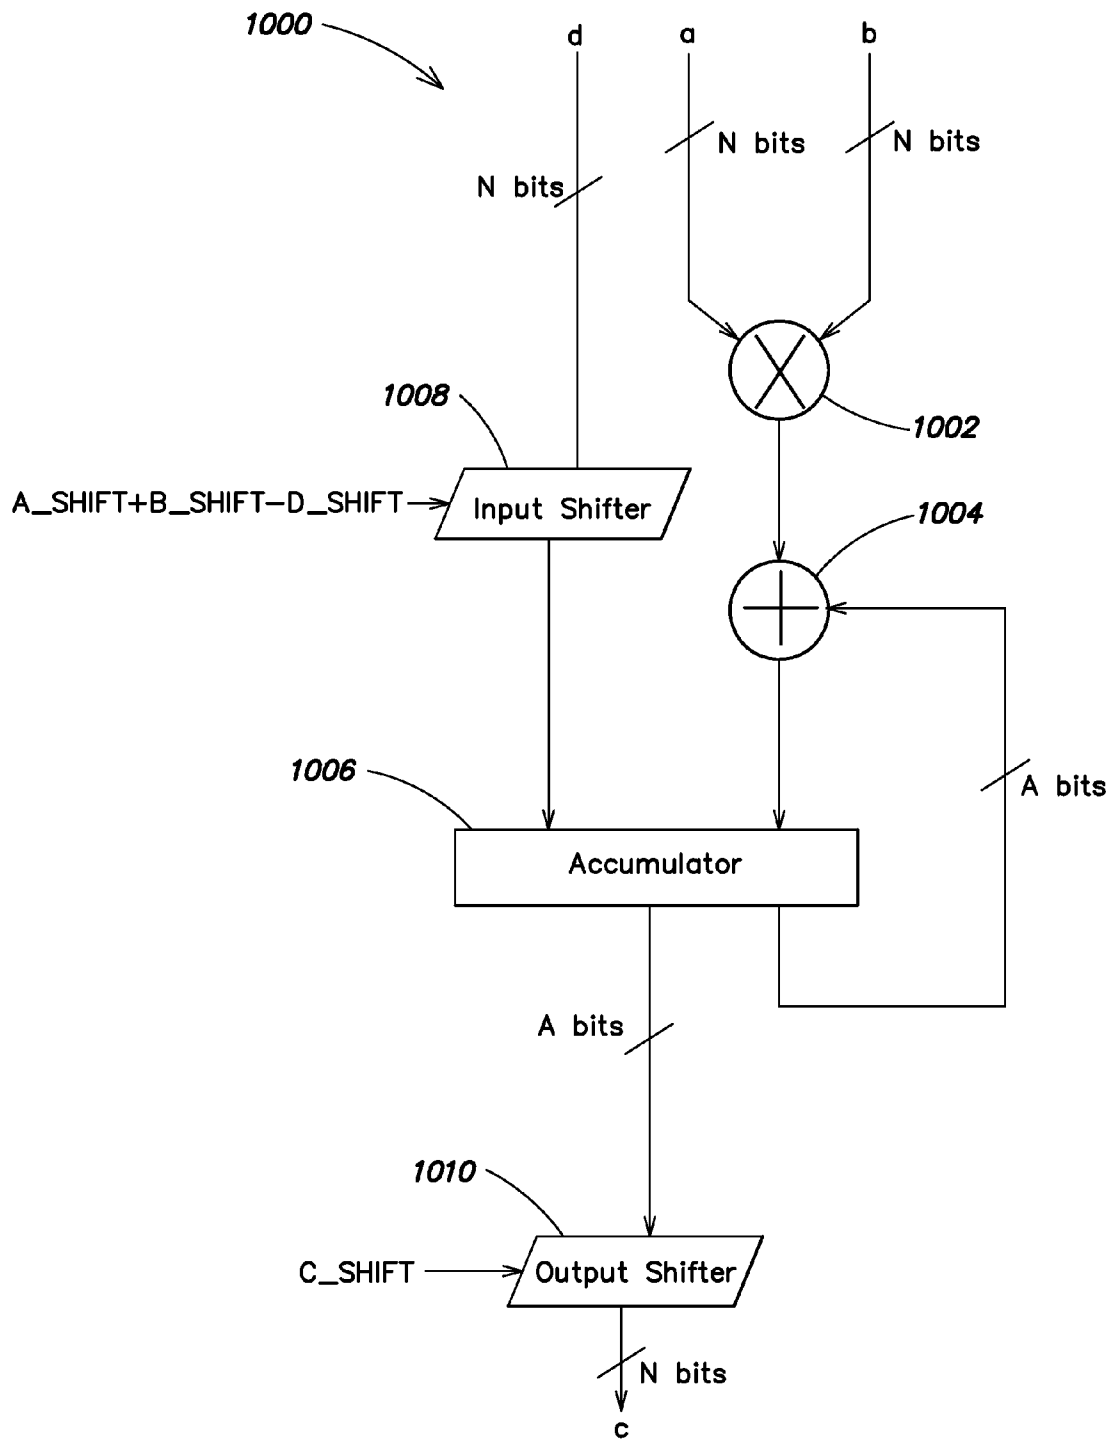 1000
d
a
b
N bits
N bits
N bits
1008
1002
A_SHIFT+B_SHIFT-D_SHIFT
Input Shifter
1004
1006
A bits
Accumulator
A bits
1010
C_SHIFT
Output Shifter
N bits
c